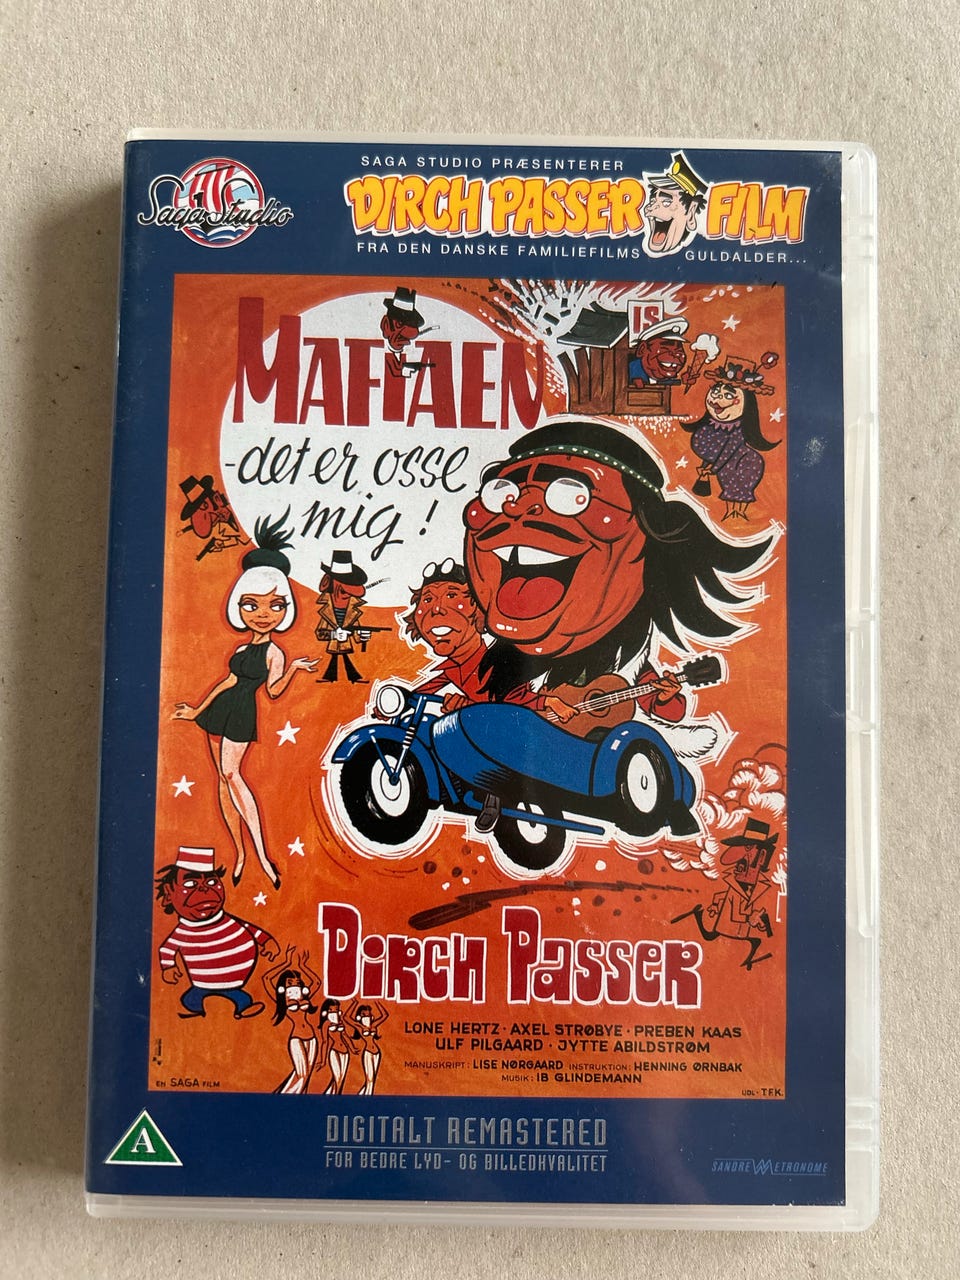 Saga Studio
SAGA STUDIO PRÆSENTERER
DIRCH PASSER FILM
FRA DEN DANSKE FAMILIEFILMS GULDALDER...
IS
MAFIAEN
-det er osse
mig!
DIRCH PASSER
LONE HERTZ · AXEL STRØBYE · PREBEN KAAS
ULF PILGAARD · JYTTE ABILDSTRØM
MANUSKRIPT: LISE NØRGAARD INSTRUKTION: HENNING ØRNBAK
MUSIK: IB GLINDEMANN
EN SAGA FILM
UDL.- T.F.K.
A
DIGITALT REMASTERED
FOR BEDRE LYD- OG BILLEDKVALITET
SANDREW METRONOME